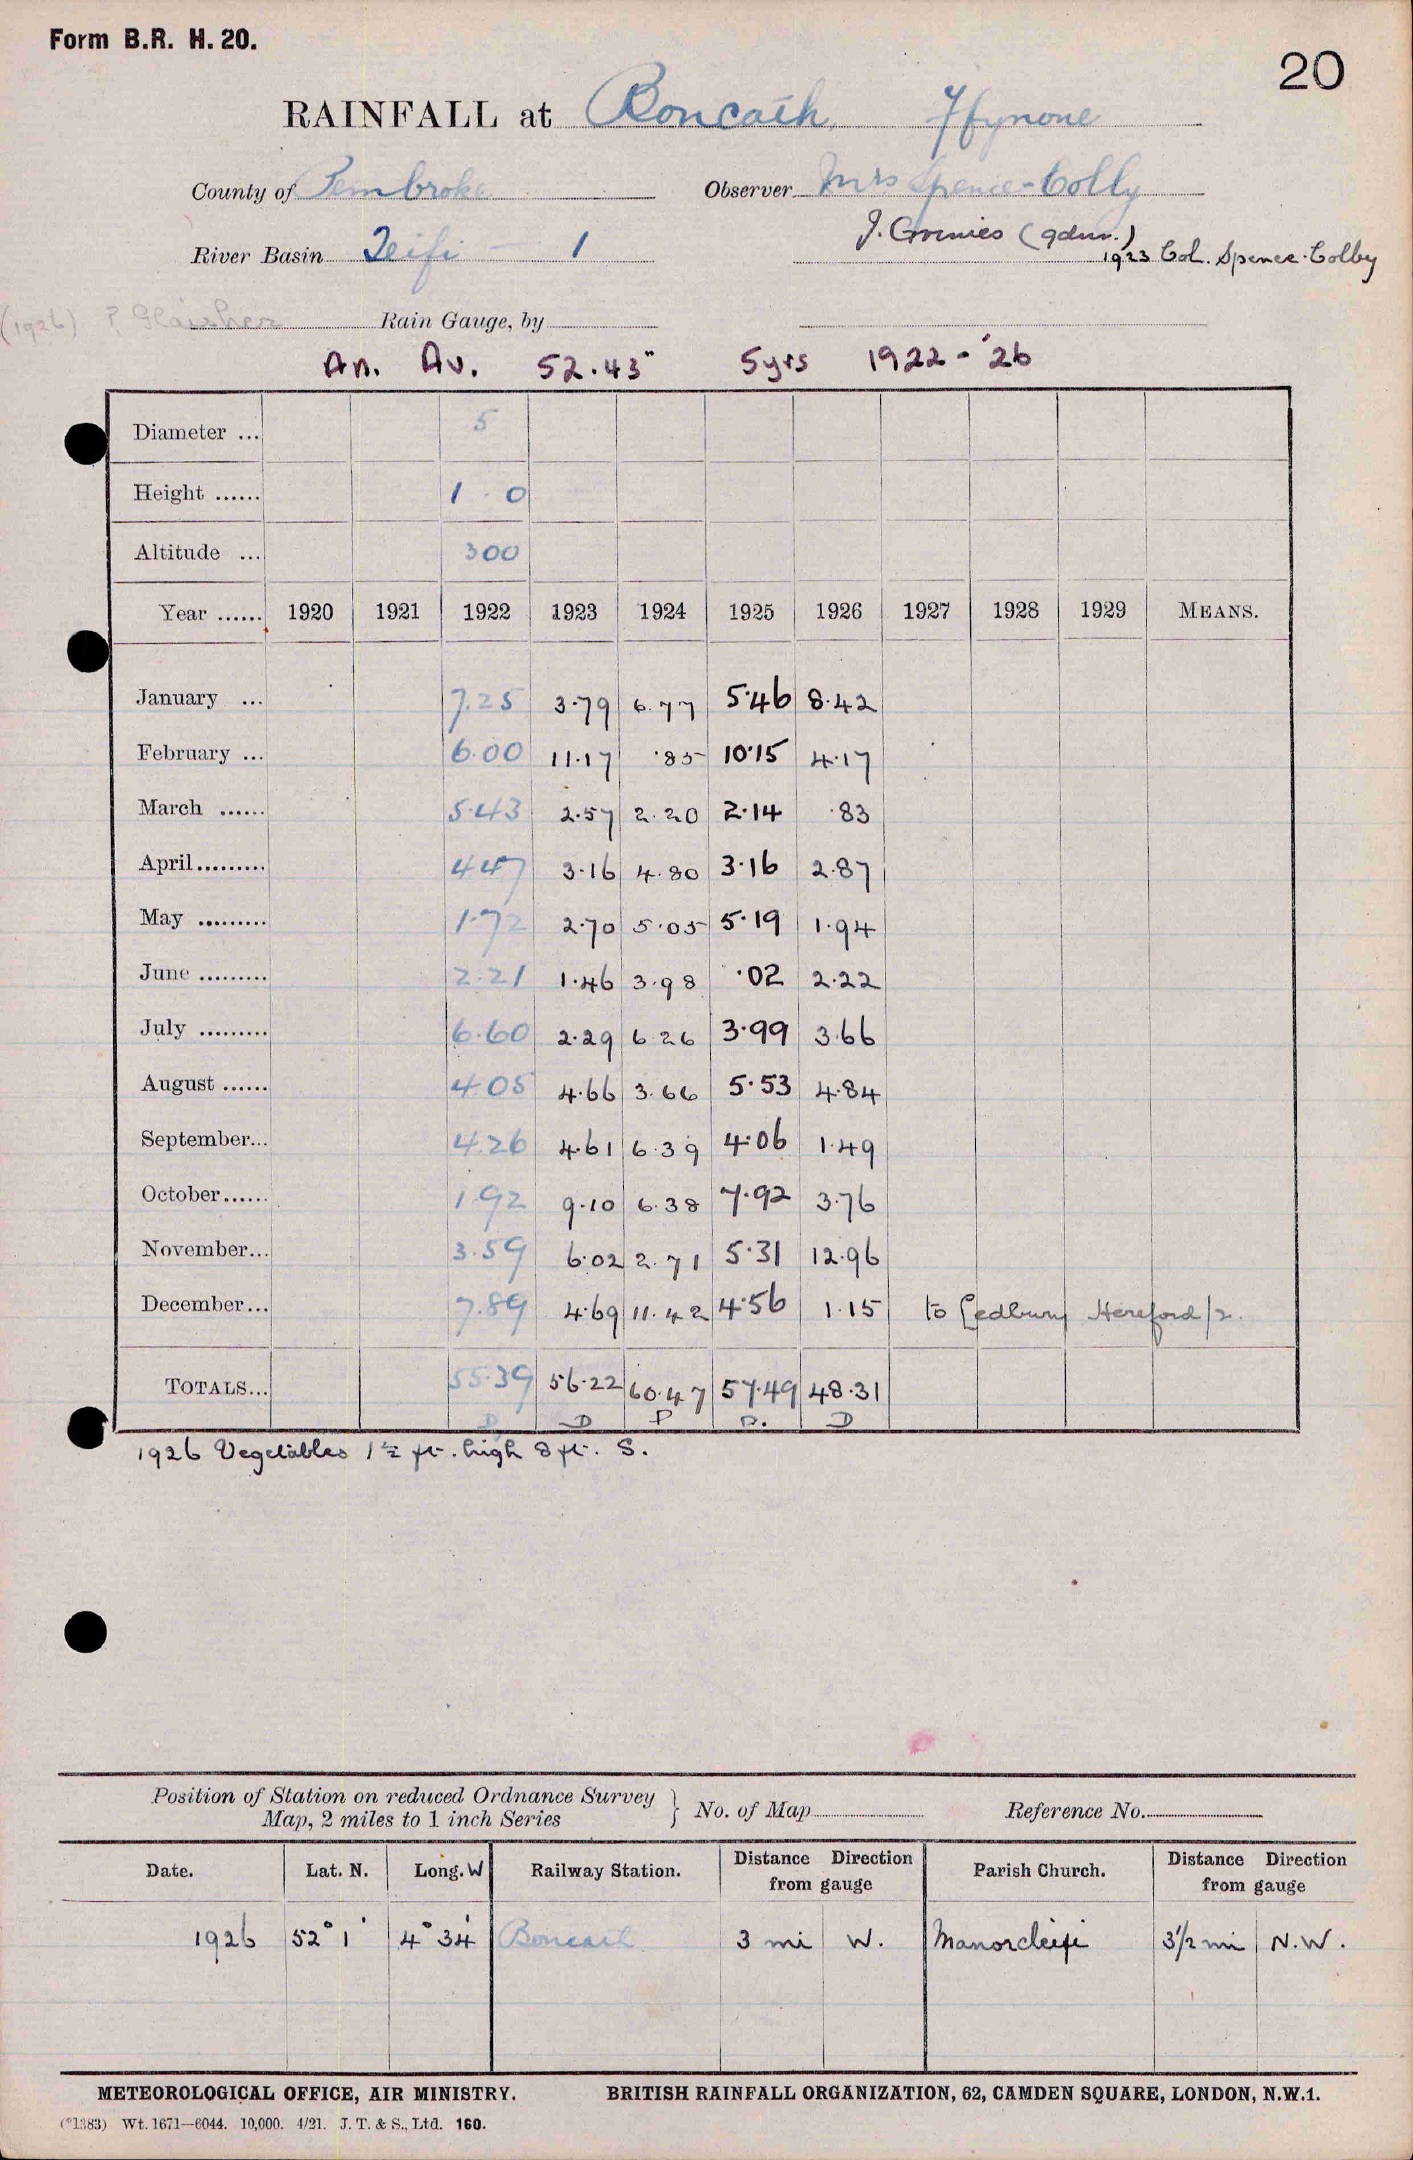 Form B.R. H. 20.
20
RAINFALL at Boncath, Ffynone
County of Pembroke Observer Mrs Spence-Colby
River Basin Teifi — 1 J. (gdnr.)
1923 Col. Spence-Colby
(1926) ? Glaisher Rain Gauge, by
An. Av. 52.43" 5yrs 1922-'26
Diameter ... 5
Height ...... 1 . 0
Altitude ... 300
Year ...... 1920 1921 1922 1923 1924 1925 1926 1927 1928 1929 MEANS.
January ... 7.25 3.79 6.77 5.46 8.42
February ... 6.00 11.17 .85 10.15 4.17
March ...... 5.43 2.57 2.20 2.14 .83
April ......... 4.47 3.16 4.80 3.16 2.87
May ......... 1.72 2.70 5.05 5.19 1.94
June ......... 2.21 1.46 3.98 .02 2.22
July ......... 6.60 2.29 6.26 3.99 3.66
August ...... 4.05 4.66 3.66 5.53 4.84
September... 4.26 4.61 6.39 4.06 1.49
October...... 1.92 9.10 6.38 7.92 3.76
November... 3.59 6.02 2.71 5.31 12.96
December... 7.89 4.69 11.42 4.56 1.15 to Ledbury Hereford/2.
TOTALS... 55.39 56.22 60.47 57.49 48.31
D D P D. D
1926 Vegetables 1½ ft. high 8 ft. S.
Position of Station on reduced Ordnance Survey
Map, 2 miles to 1 inch Series } No. of Map Reference No.
Date. Lat. N. Long. W Railway Station. Distance Direction from gauge Parish Church. Distance Direction from gauge
1926 52° 1' 4° 34' Boncath 3 mi W. Manordeifi 3½ mi N.W.
METEOROLOGICAL OFFICE, AIR MINISTRY. BRITISH RAINFALL ORGANIZATION, 62, CAMDEN SQUARE, LONDON, N.W.1.
(*1383) Wt. 1671—6044. 10,000. 4/21. J. T. & S., Ltd. 160.